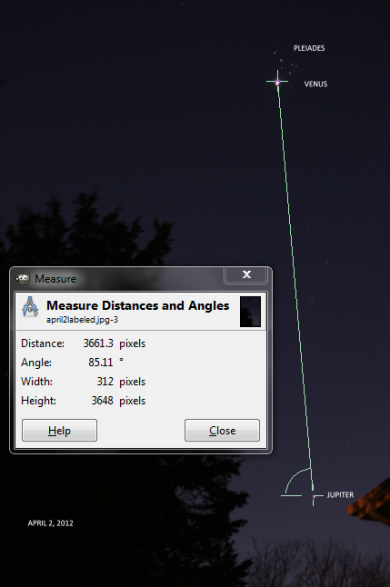 PLEIADES
VENUS
Measure
Measure Distances and Angles
april2labeled.jpg-3
Distance: 3661.3 pixels
Angle: 85.11 °
Width: 312 pixels
Height: 3648 pixels
Help
Close
JUPITER
APRIL 2, 2012